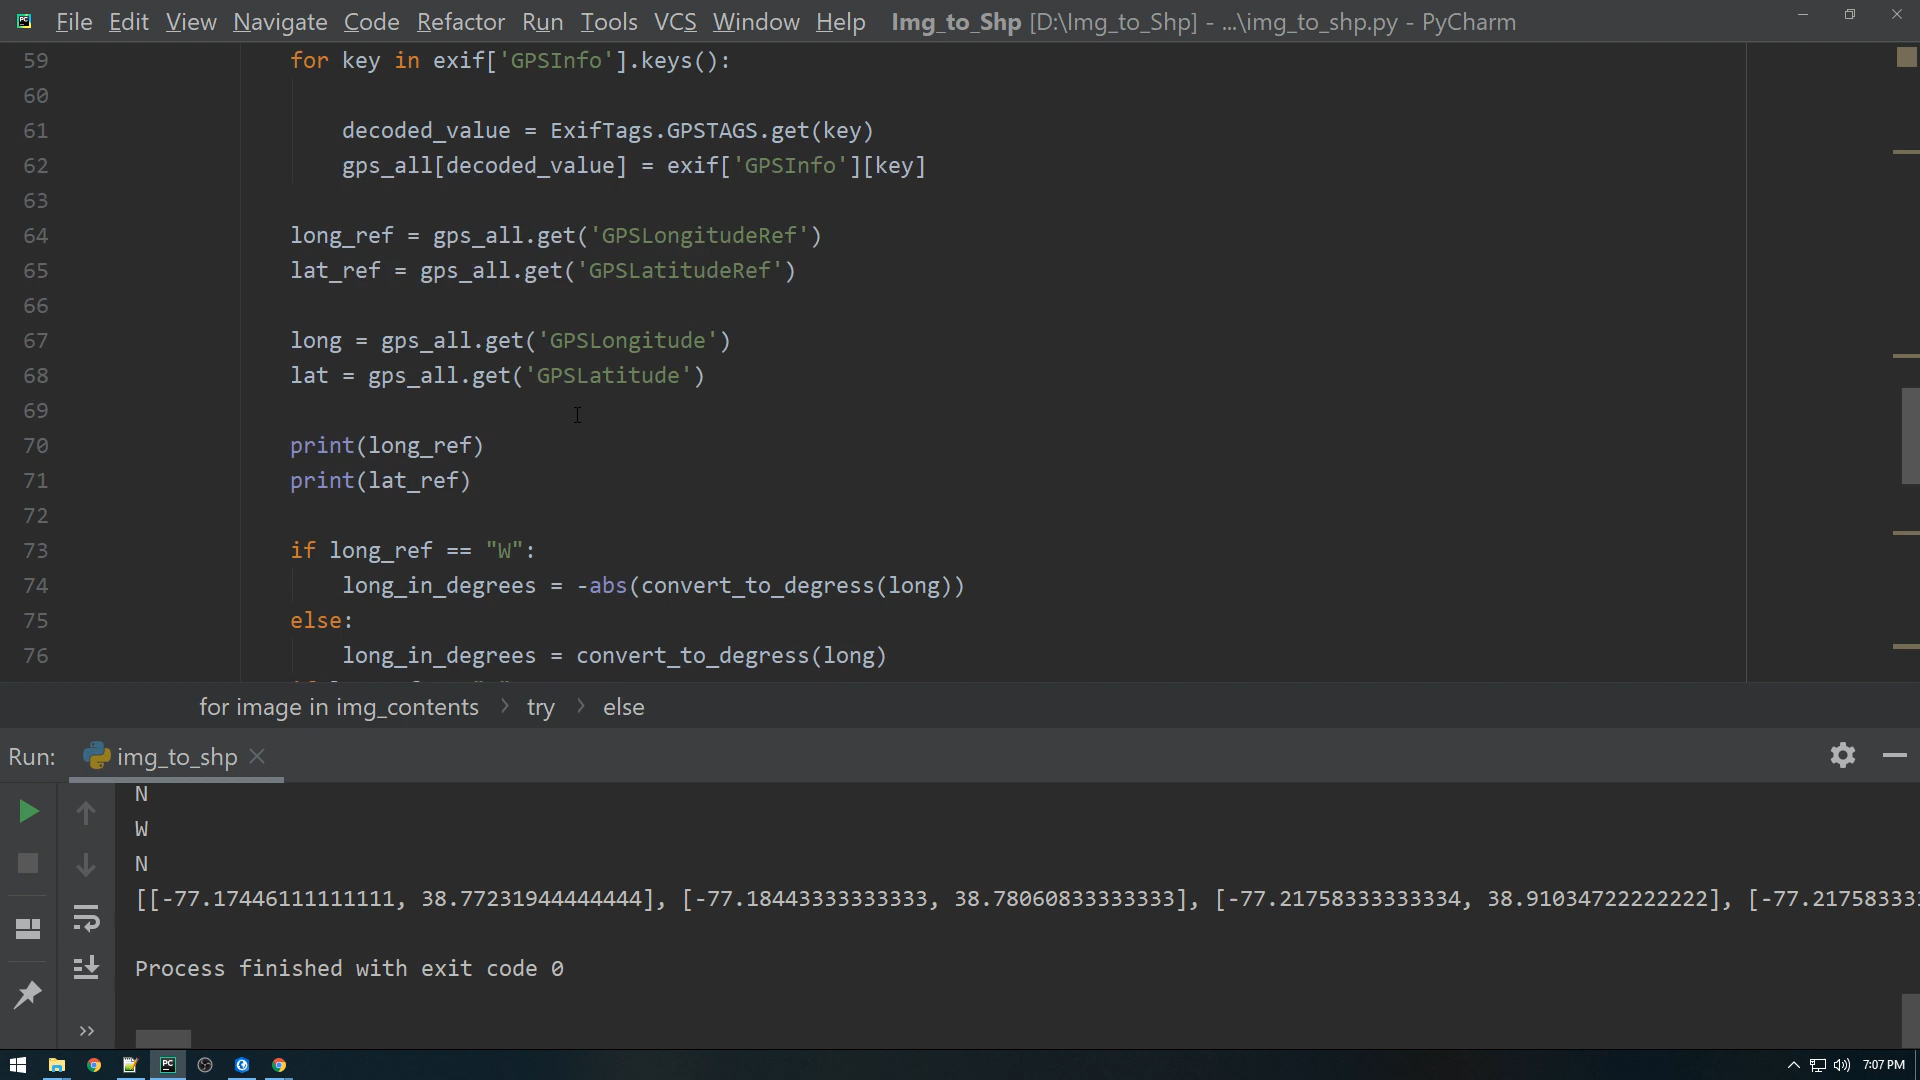 File Edit View Navigate Code Refactor Run Tools VCS Window Help Img_to_Shp [D:\Img_to_Shp] - ...\img_to_shp.py - PyCharm
59 for key in exif['GPSInfo'].keys():
60
61 decoded_value = ExifTags.GPSTAGS.get(key)
62 gps_all[decoded_value] = exif['GPSInfo'][key]
63
64 long_ref = gps_all.get('GPSLongitudeRef')
65 lat_ref = gps_all.get('GPSLatitudeRef')
66
67 long = gps_all.get('GPSLongitude')
68 lat = gps_all.get('GPSLatitude')
69
70 print(long_ref)
71 print(lat_ref)
72
73 if long_ref == "W":
74 long_in_degrees = -abs(convert_to_degress(long))
75 else:
76 long_in_degrees = convert_to_degress(long)
for image in img_contents > try > else
Run: img_to_shp
N
W
N
[[-77.17446111111111, 38.77231944444444], [-77.18443333333333, 38.78060833333333], [-77.21758333333334, 38.91034722222222], [-77.2175833
Process finished with exit code 0
7:07 PM